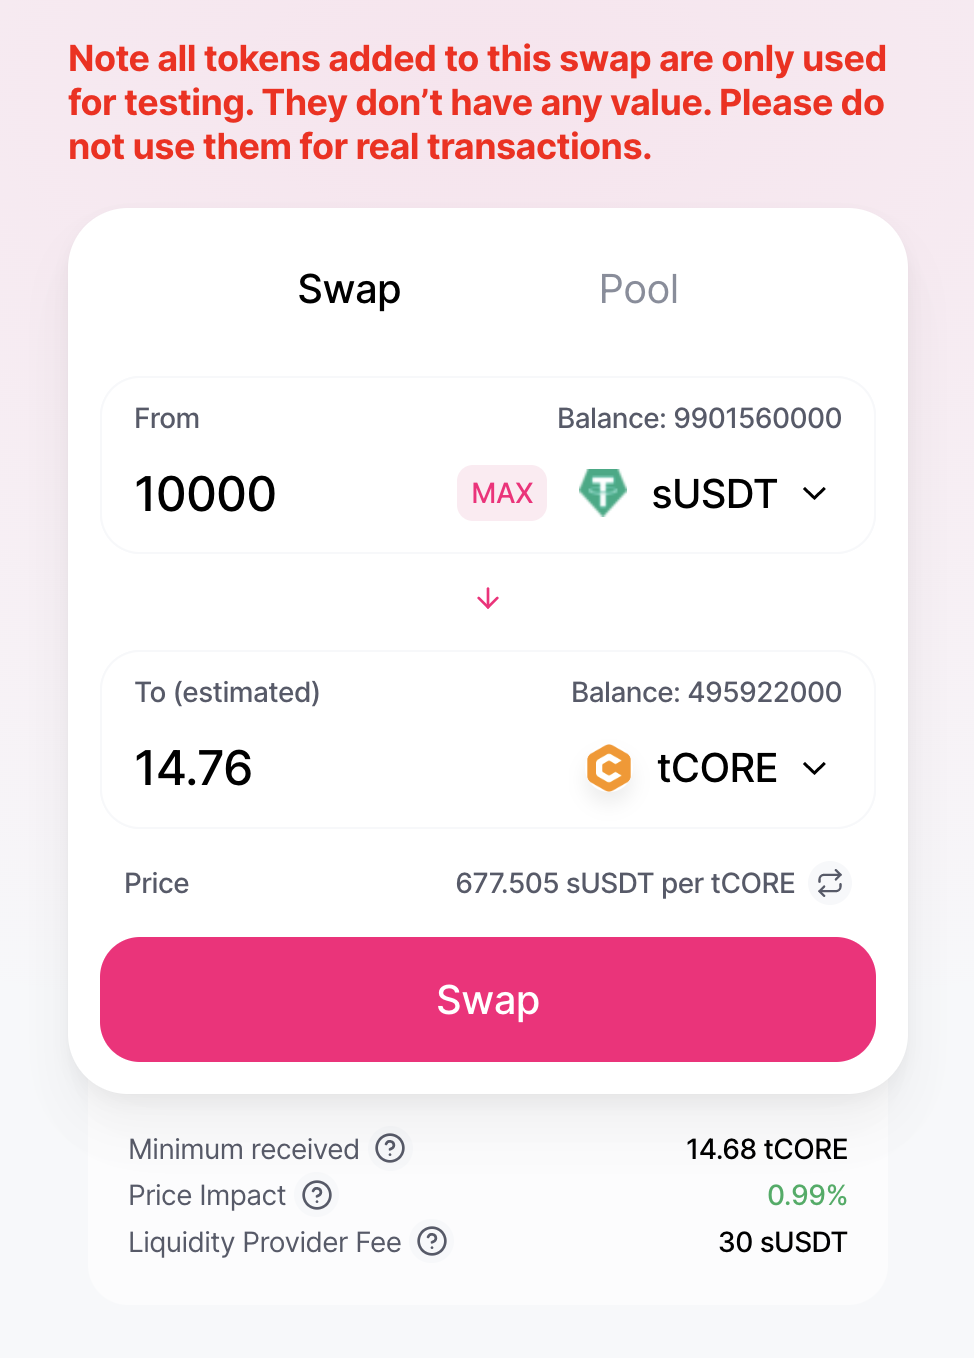 Note all tokens added to this swap are only used
for testing. They don’t have any value. Please do
not use them for real transactions.
Swap Pool
From Balance: 9901560000
10000 MAX sUSDT
To (estimated) Balance: 495922000
14.76 tCORE
Price 677.505 sUSDT per tCORE
Swap
Minimum received ? 14.68 tCORE
Price Impact ? 0.99%
Liquidity Provider Fee ? 30 sUSDT